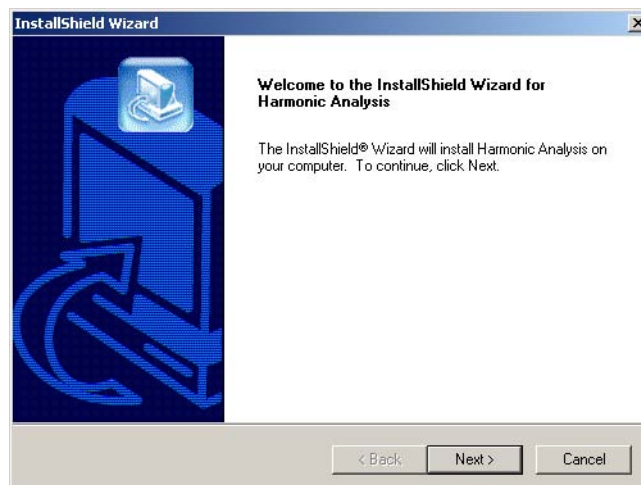 InstallShield Wizard
Welcome to the InstallShield Wizard for
Harmonic Analysis
The InstallShield® Wizard will install Harmonic Analysis on
your computer. To continue, click Next.
< Back
Next >
Cancel